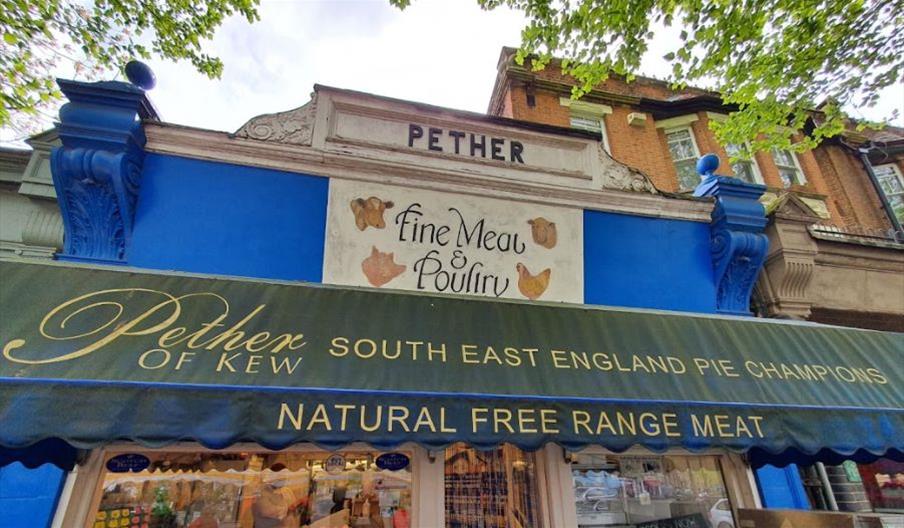 PETHER
Fine Meat
&
Poultry
Pether
OF KEW
SOUTH EAST ENGLAND PIE CHAMPIONS
NATURAL FREE RANGE MEAT